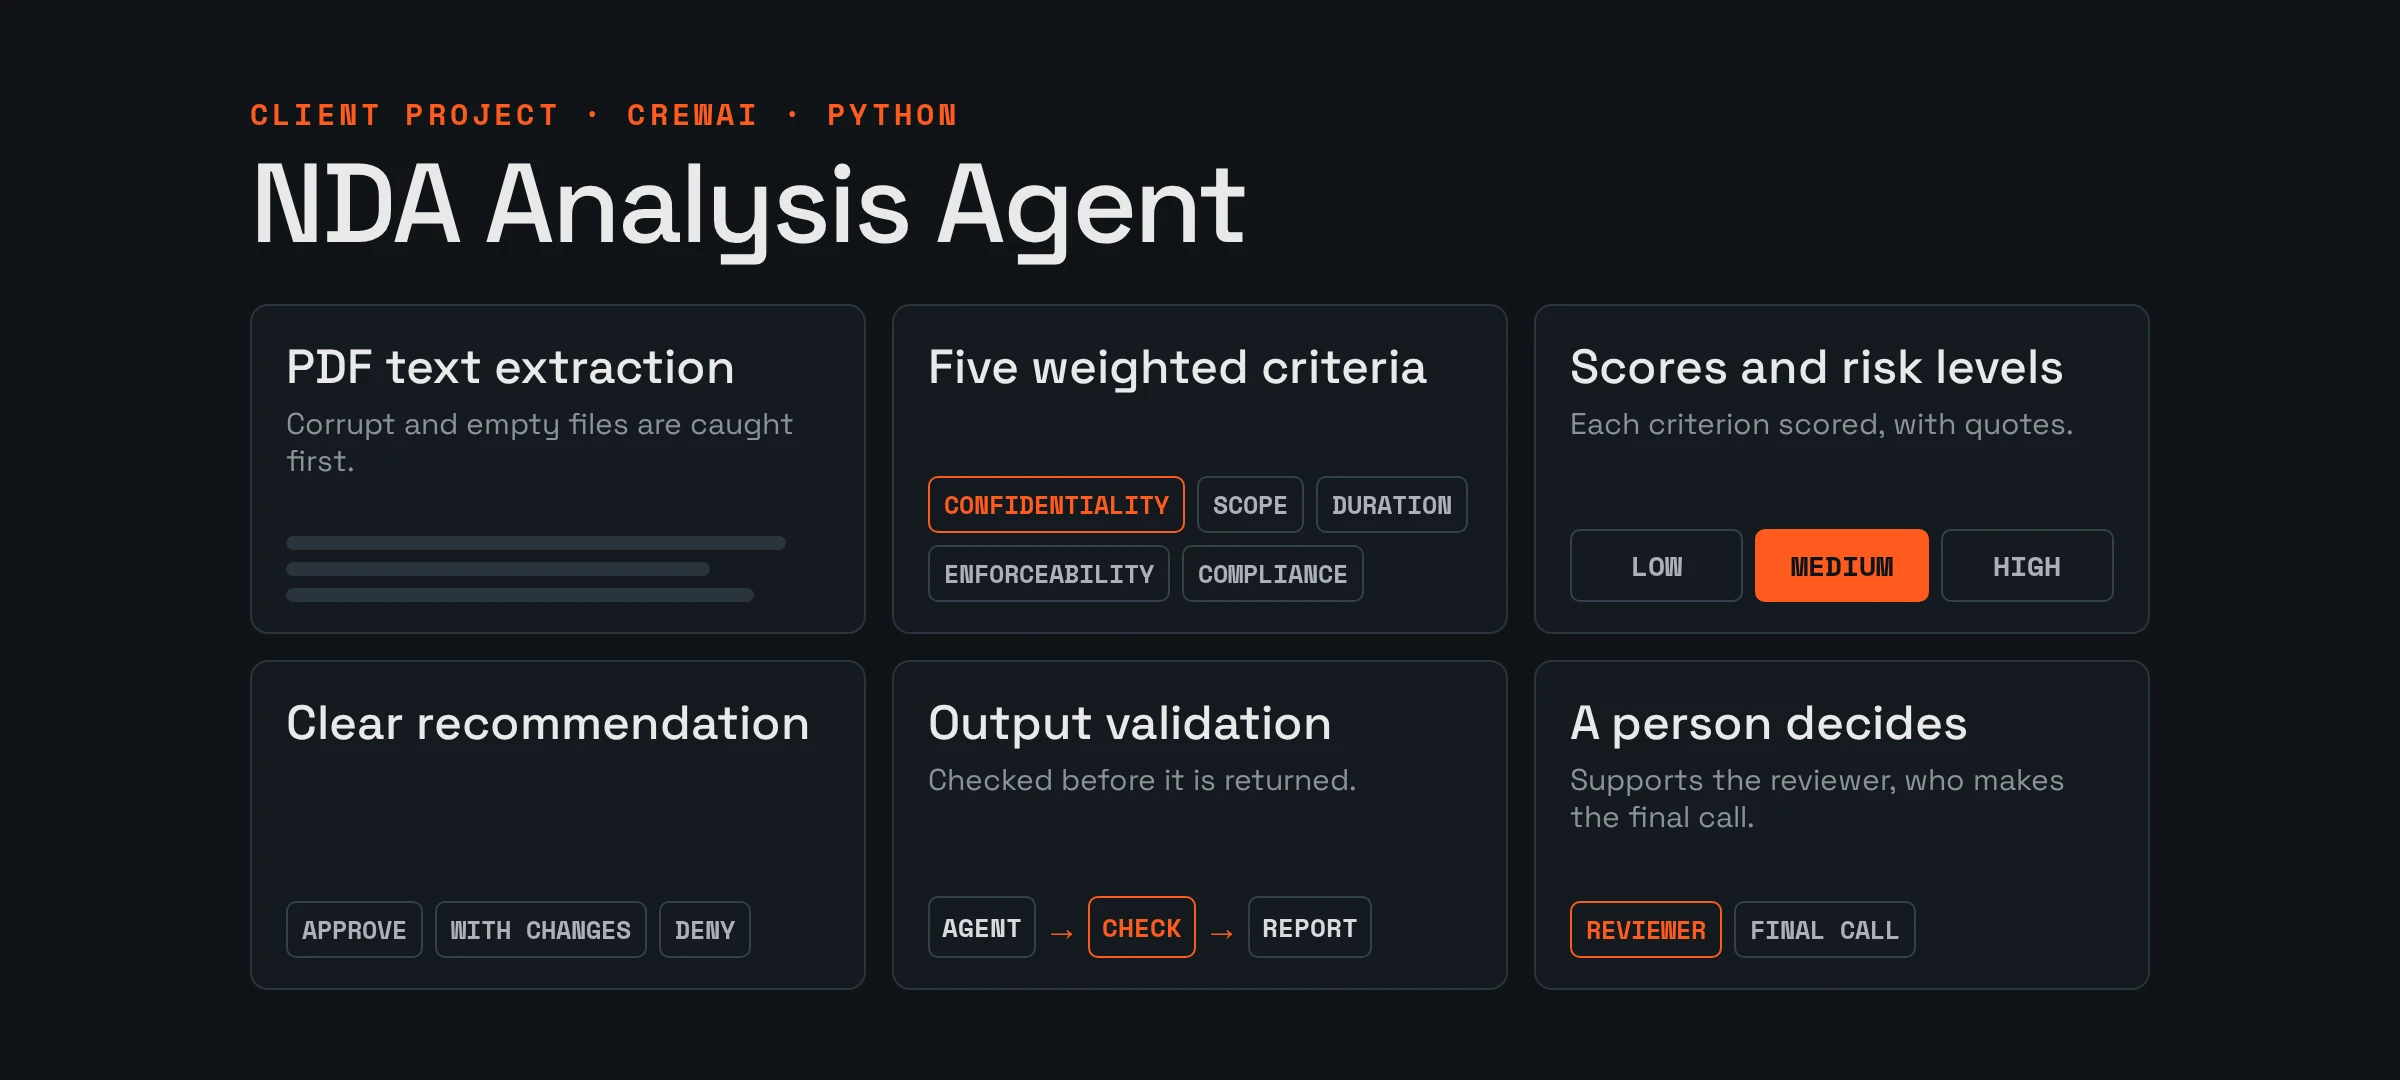 CLIENT PROJECT · CREWAI · PYTHON
NDA Analysis Agent
PDF text extraction
Corrupt and empty files are caught
first.
Five weighted criteria
CONFIDENTIALITY SCOPE DURATION
ENFORCEABILITY COMPLIANCE
Scores and risk levels
Each criterion scored, with quotes.
LOW MEDIUM HIGH
Clear recommendation
APPROVE WITH CHANGES DENY
Output validation
Checked before it is returned.
AGENT → CHECK → REPORT
A person decides
Supports the reviewer, who makes
the final call.
REVIEWER FINAL CALL